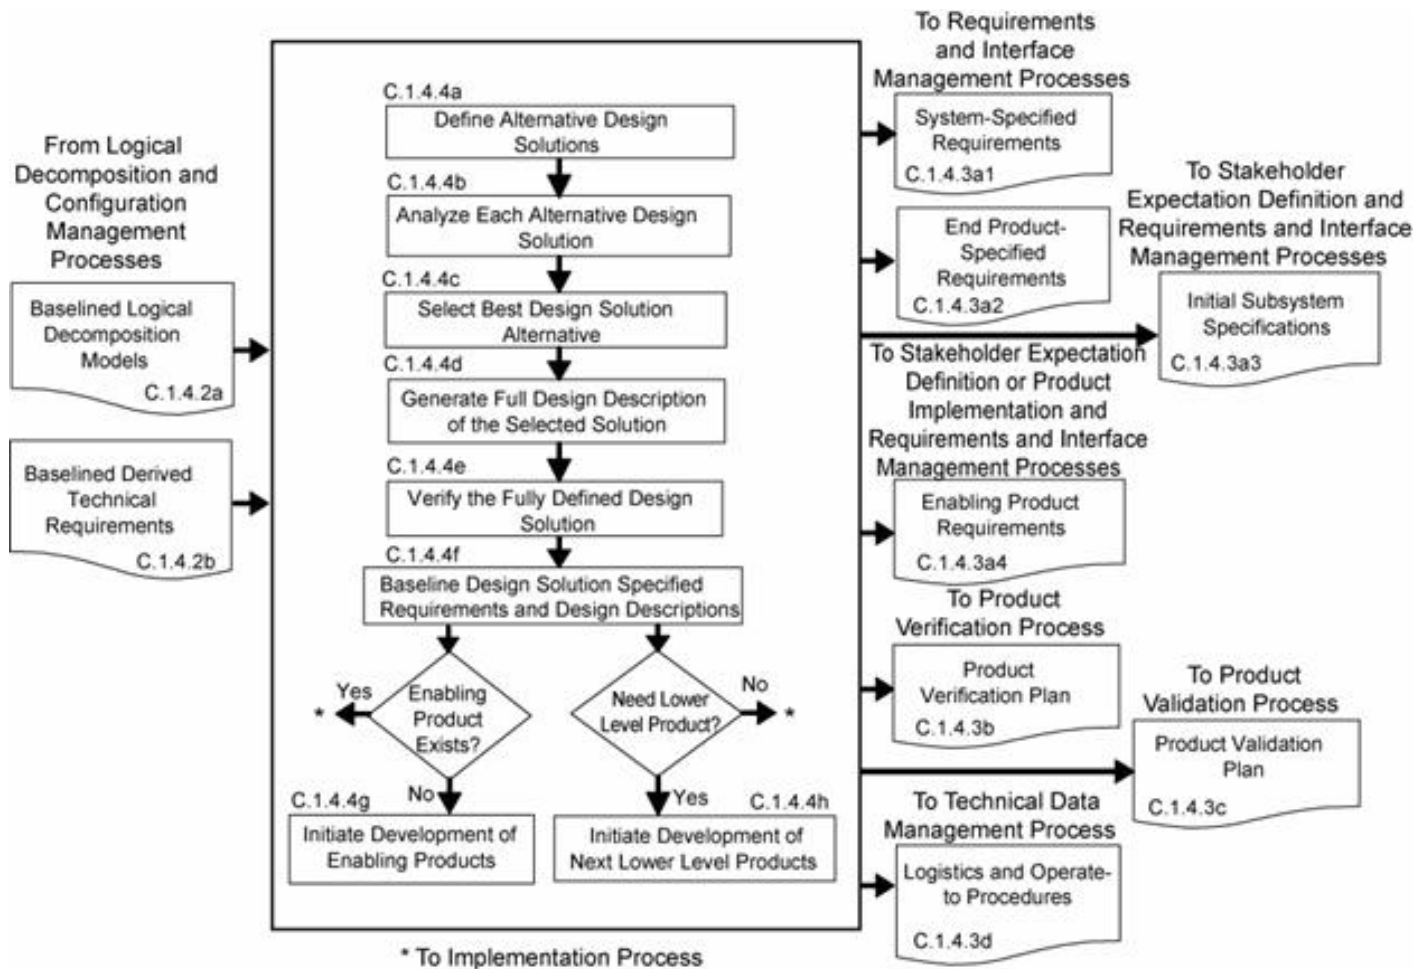 From Logical
Decomposition and
Configuration
Management
Processes
Baselined Logical
Decomposition
Models
C.1.4.2a
Baselined Derived
Technical
Requirements
C.1.4.2b
C.1.4.4a
Define Alternative Design
Solutions
C.1.4.4b
Analyze Each Alternative Design
Solution
C.1.4.4c
Select Best Design Solution
Alternative
C.1.4.4d
Generate Full Design Description
of the Selected Solution
C.1.4.4e
Verify the Fully Defined Design
Solution
C.1.4.4f
Baseline Design Solution Specified
Requirements and Design Descriptions
Yes
*
Enabling
Product
Exists?
No
Need Lower
Level Product?
No
*
Yes
C.1.4.4g
Initiate Development of
Enabling Products
C.1.4.4h
Initiate Development of
Next Lower Level Products
* To Implementation Process
To Requirements
and Interface
Management Processes
System-Specified
Requirements
C.1.4.3a1
End Product-
Specified
Requirements
C.1.4.3a2
To Stakeholder
Expectation Definition and
Requirements and Interface
Management Processes
Initial Subsystem
Specifications
C.1.4.3a3
To Stakeholder Expectation
Definition or Product
Implementation and
Requirements and Interface
Management Processes
Enabling Product
Requirements
C.1.4.3a4
To Product
Verification Process
Product
Verification Plan
C.1.4.3b
To Product
Validation Process
Product Validation
Plan
C.1.4.3c
To Technical Data
Management Process
Logistics and Operate-
to Procedures
C.1.4.3d